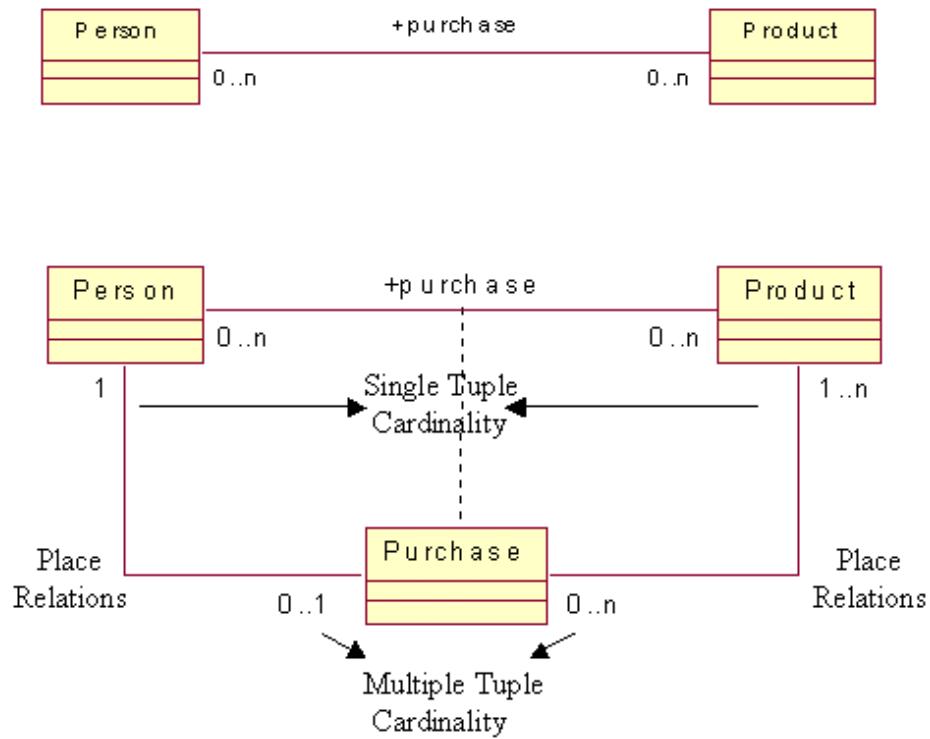 Person
+purchase
Product
0..n
0..n
Person
+purchase
Product
0..n
0..n
1
Single Tuple
Cardinality
1..n
Place
Relations
Purchase
Place
Relations
0..1
0..n
Multiple Tuple
Cardinality